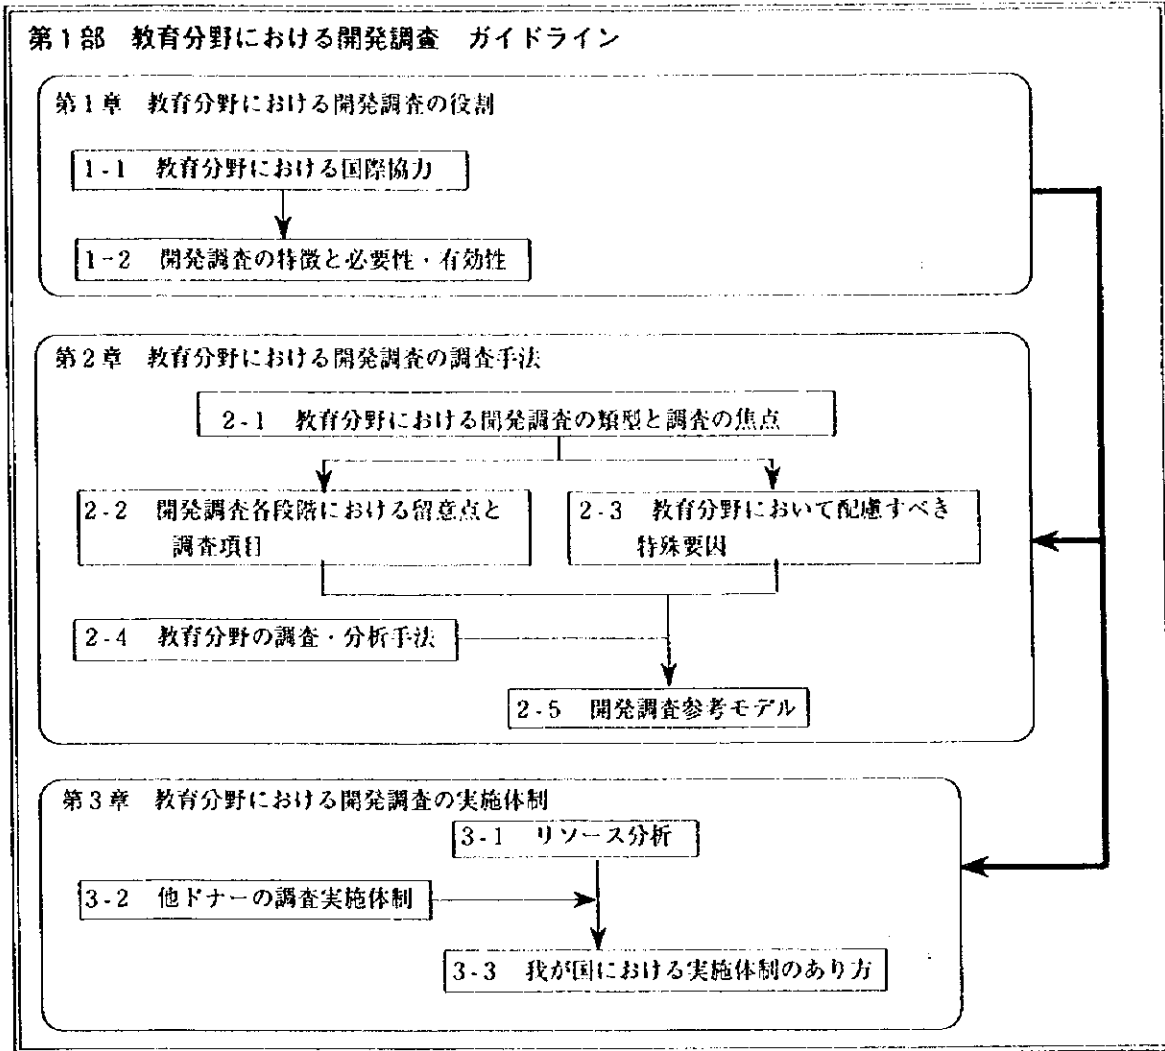 第1部 教育分野における開発調査 ガイドライン
第1章 教育分野における開発調査の役割
1-1 教育分野における国際協力
1-2 開発調査の特徴と必要性・有効性
第2章 教育分野における開発調査の調査手法
2-1 教育分野における開発調査の類型と調査の焦点
2-2 開発調査各段階における留意点と
調査項目
2-3 教育分野において配慮すべき
特殊要因
2-4 教育分野の調査・分析手法
2-5 開発調査参考モデル
第3章 教育分野における開発調査の実施体制
3-1 リソース分析
3-2 他ドナーの調査実施体制
3-3 我が国における実施体制のあり方